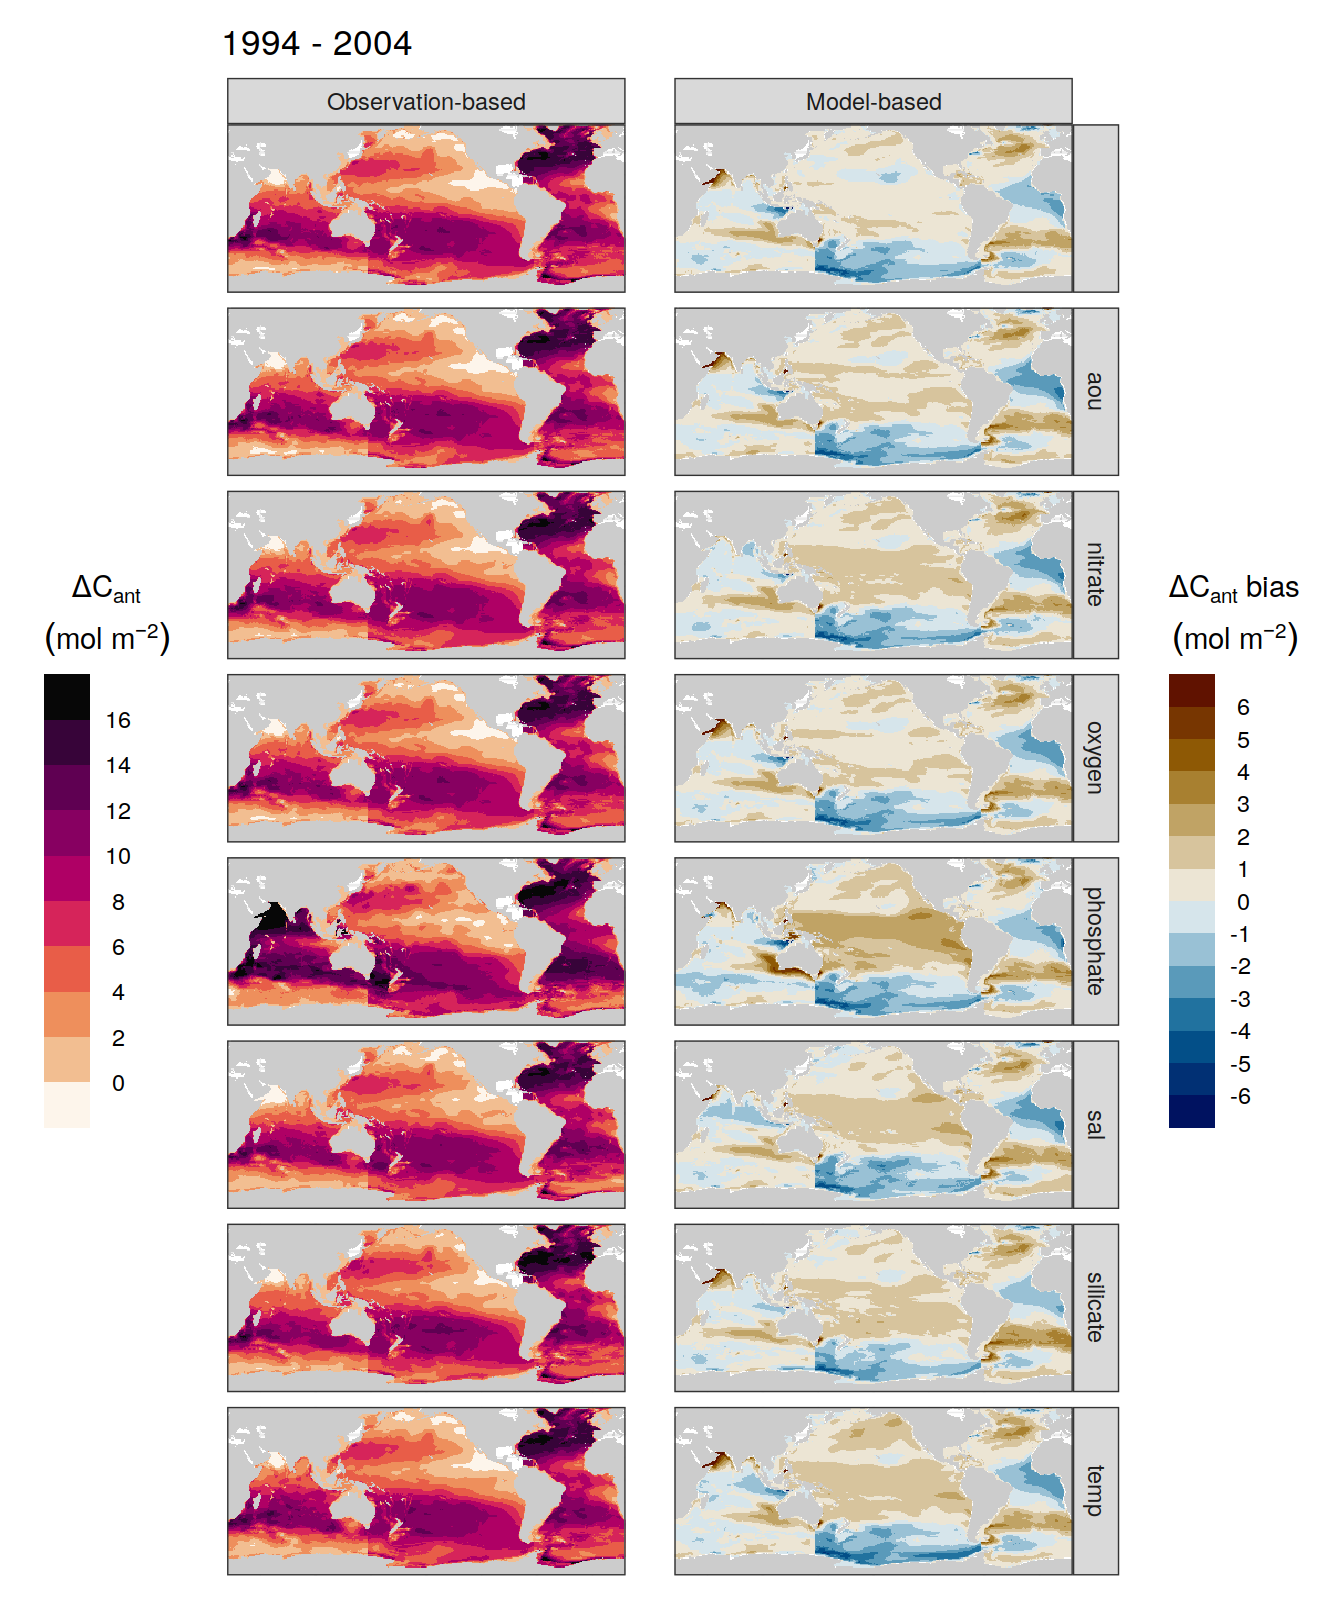 1994 - 2004
Observation-based
Model-based
aou
nitrate
oxygen
phosphate
sal
silicate
temp
ΔCant
(mol m−2)
16
14
12
10
8
6
4
2
0
ΔCant bias
(mol m−2)
6
5
4
3
2
1
0
-1
-2
-3
-4
-5
-6